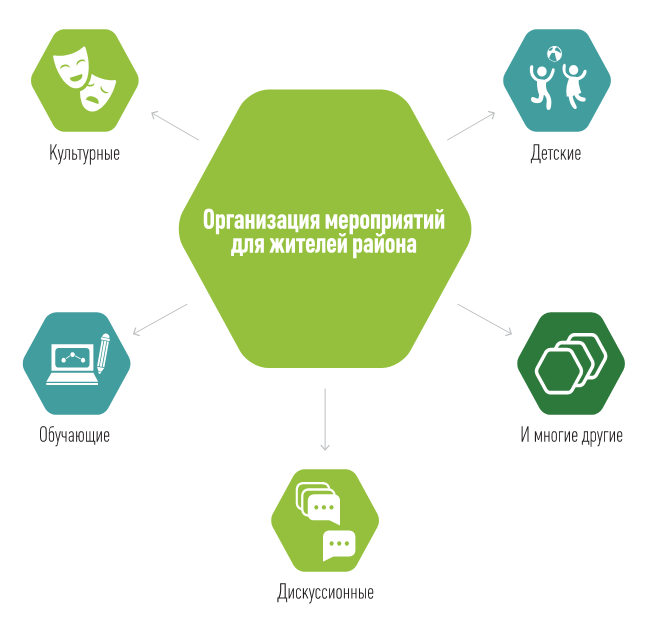 Культурные
Детские
Организация мероприятий
для жителей района
Обучающие
И многие другие
Дискуссионные